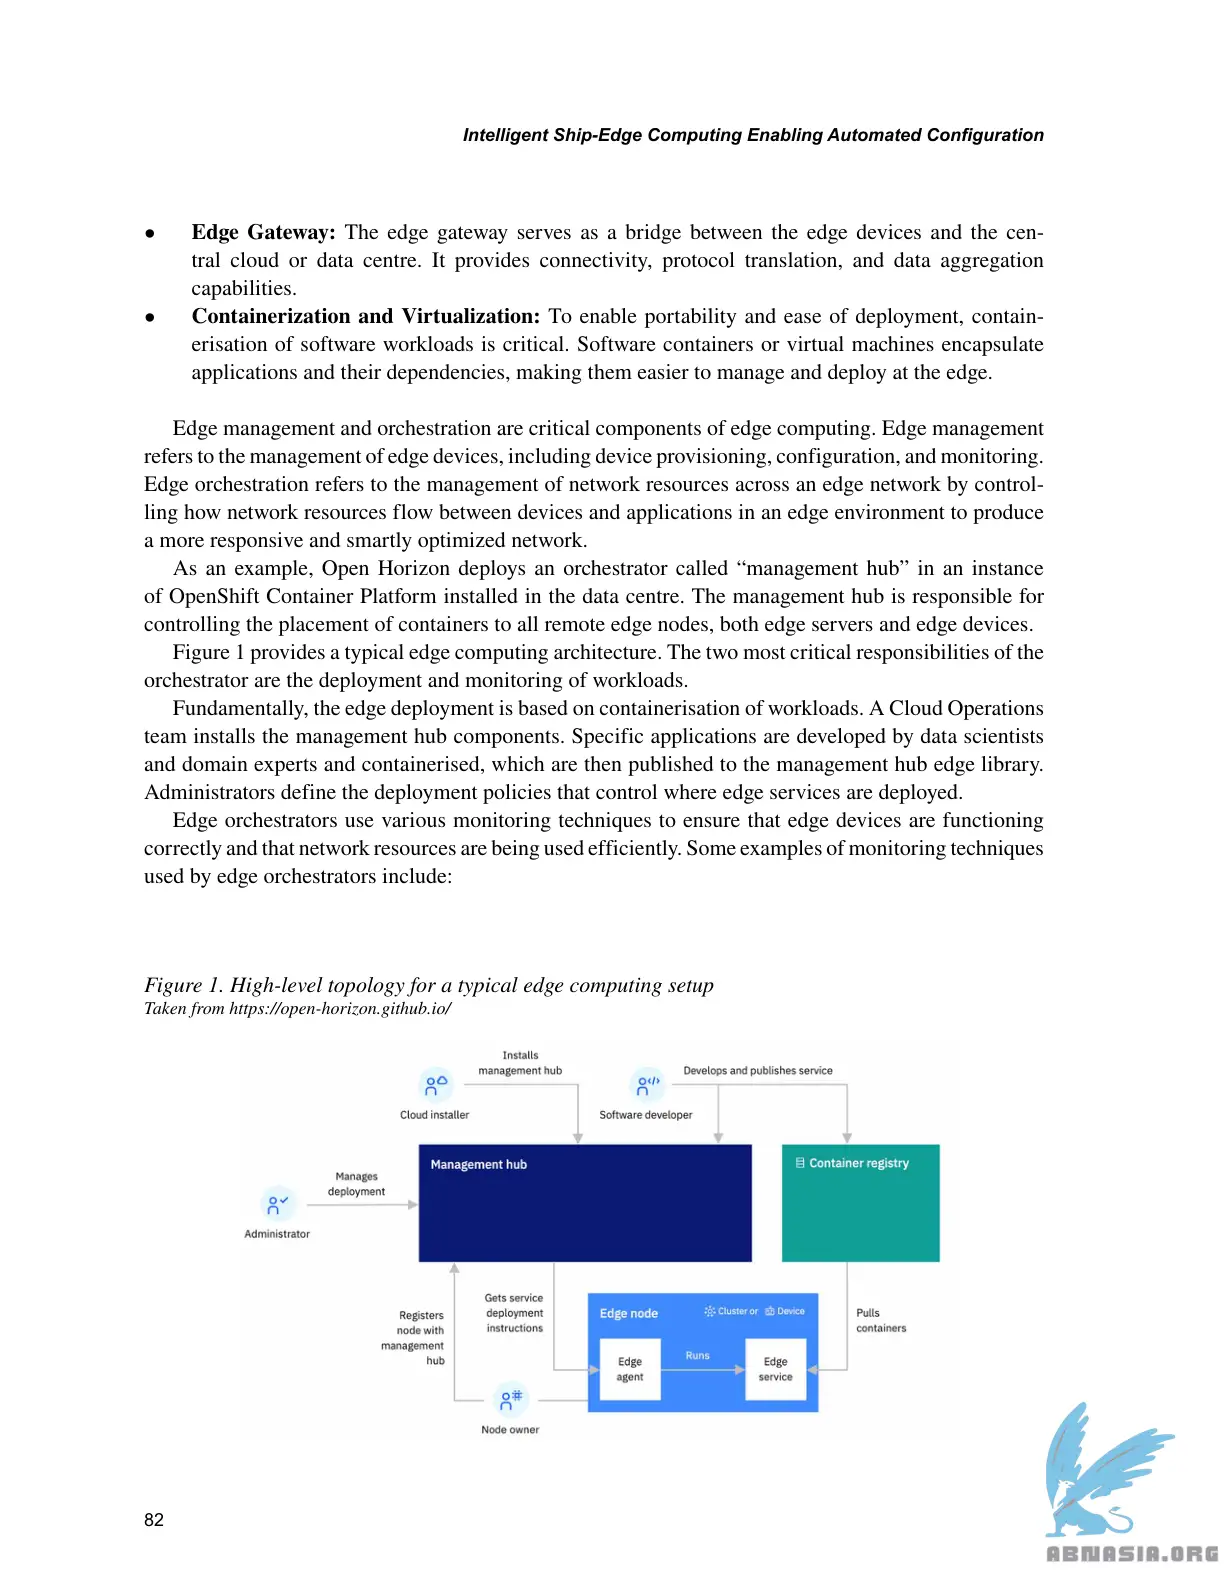 Intelligent Ship-Edge Computing Enabling Automated Configuration
● Edge Gateway: The edge gateway serves as a bridge between the edge devices and the cen-
tral cloud or data centre. It provides connectivity, protocol translation, and data aggregation
capabilities.
● Containerization and Virtualization: To enable portability and ease of deployment, contain-
erisation of software workloads is critical. Software containers or virtual machines encapsulate
applications and their dependencies, making them easier to manage and deploy at the edge.
Edge management and orchestration are critical components of edge computing. Edge management
refers to the management of edge devices, including device provisioning, configuration, and monitoring.
Edge orchestration refers to the management of network resources across an edge network by control-
ling how network resources flow between devices and applications in an edge environment to produce
a more responsive and smartly optimized network.
As an example, Open Horizon deploys an orchestrator called “management hub” in an instance
of OpenShift Container Platform installed in the data centre. The management hub is responsible for
controlling the placement of containers to all remote edge nodes, both edge servers and edge devices.
Figure 1 provides a typical edge computing architecture. The two most critical responsibilities of the
orchestrator are the deployment and monitoring of workloads.
Fundamentally, the edge deployment is based on containerisation of workloads. A Cloud Operations
team installs the management hub components. Specific applications are developed by data scientists
and domain experts and containerised, which are then published to the management hub edge library.
Administrators define the deployment policies that control where edge services are deployed.
Edge orchestrators use various monitoring techniques to ensure that edge devices are functioning
correctly and that network resources are being used efficiently. Some examples of monitoring techniques
used by edge orchestrators include:
Figure 1. High-level topology for a typical edge computing setup
Taken from https://open-horizon.github.io/
Installs
management hub
Develops and publishes service
Cloud installer
Software developer
Management hub
Container registry
Manages
deployment
Administrator
Gets service
deployment
instructions
Registers
node with
management
hub
Edge node
Cluster or
Device
Pulls
containers
Edge
agent
Runs
Edge
service
Node owner
82
ABNASIA.ORG